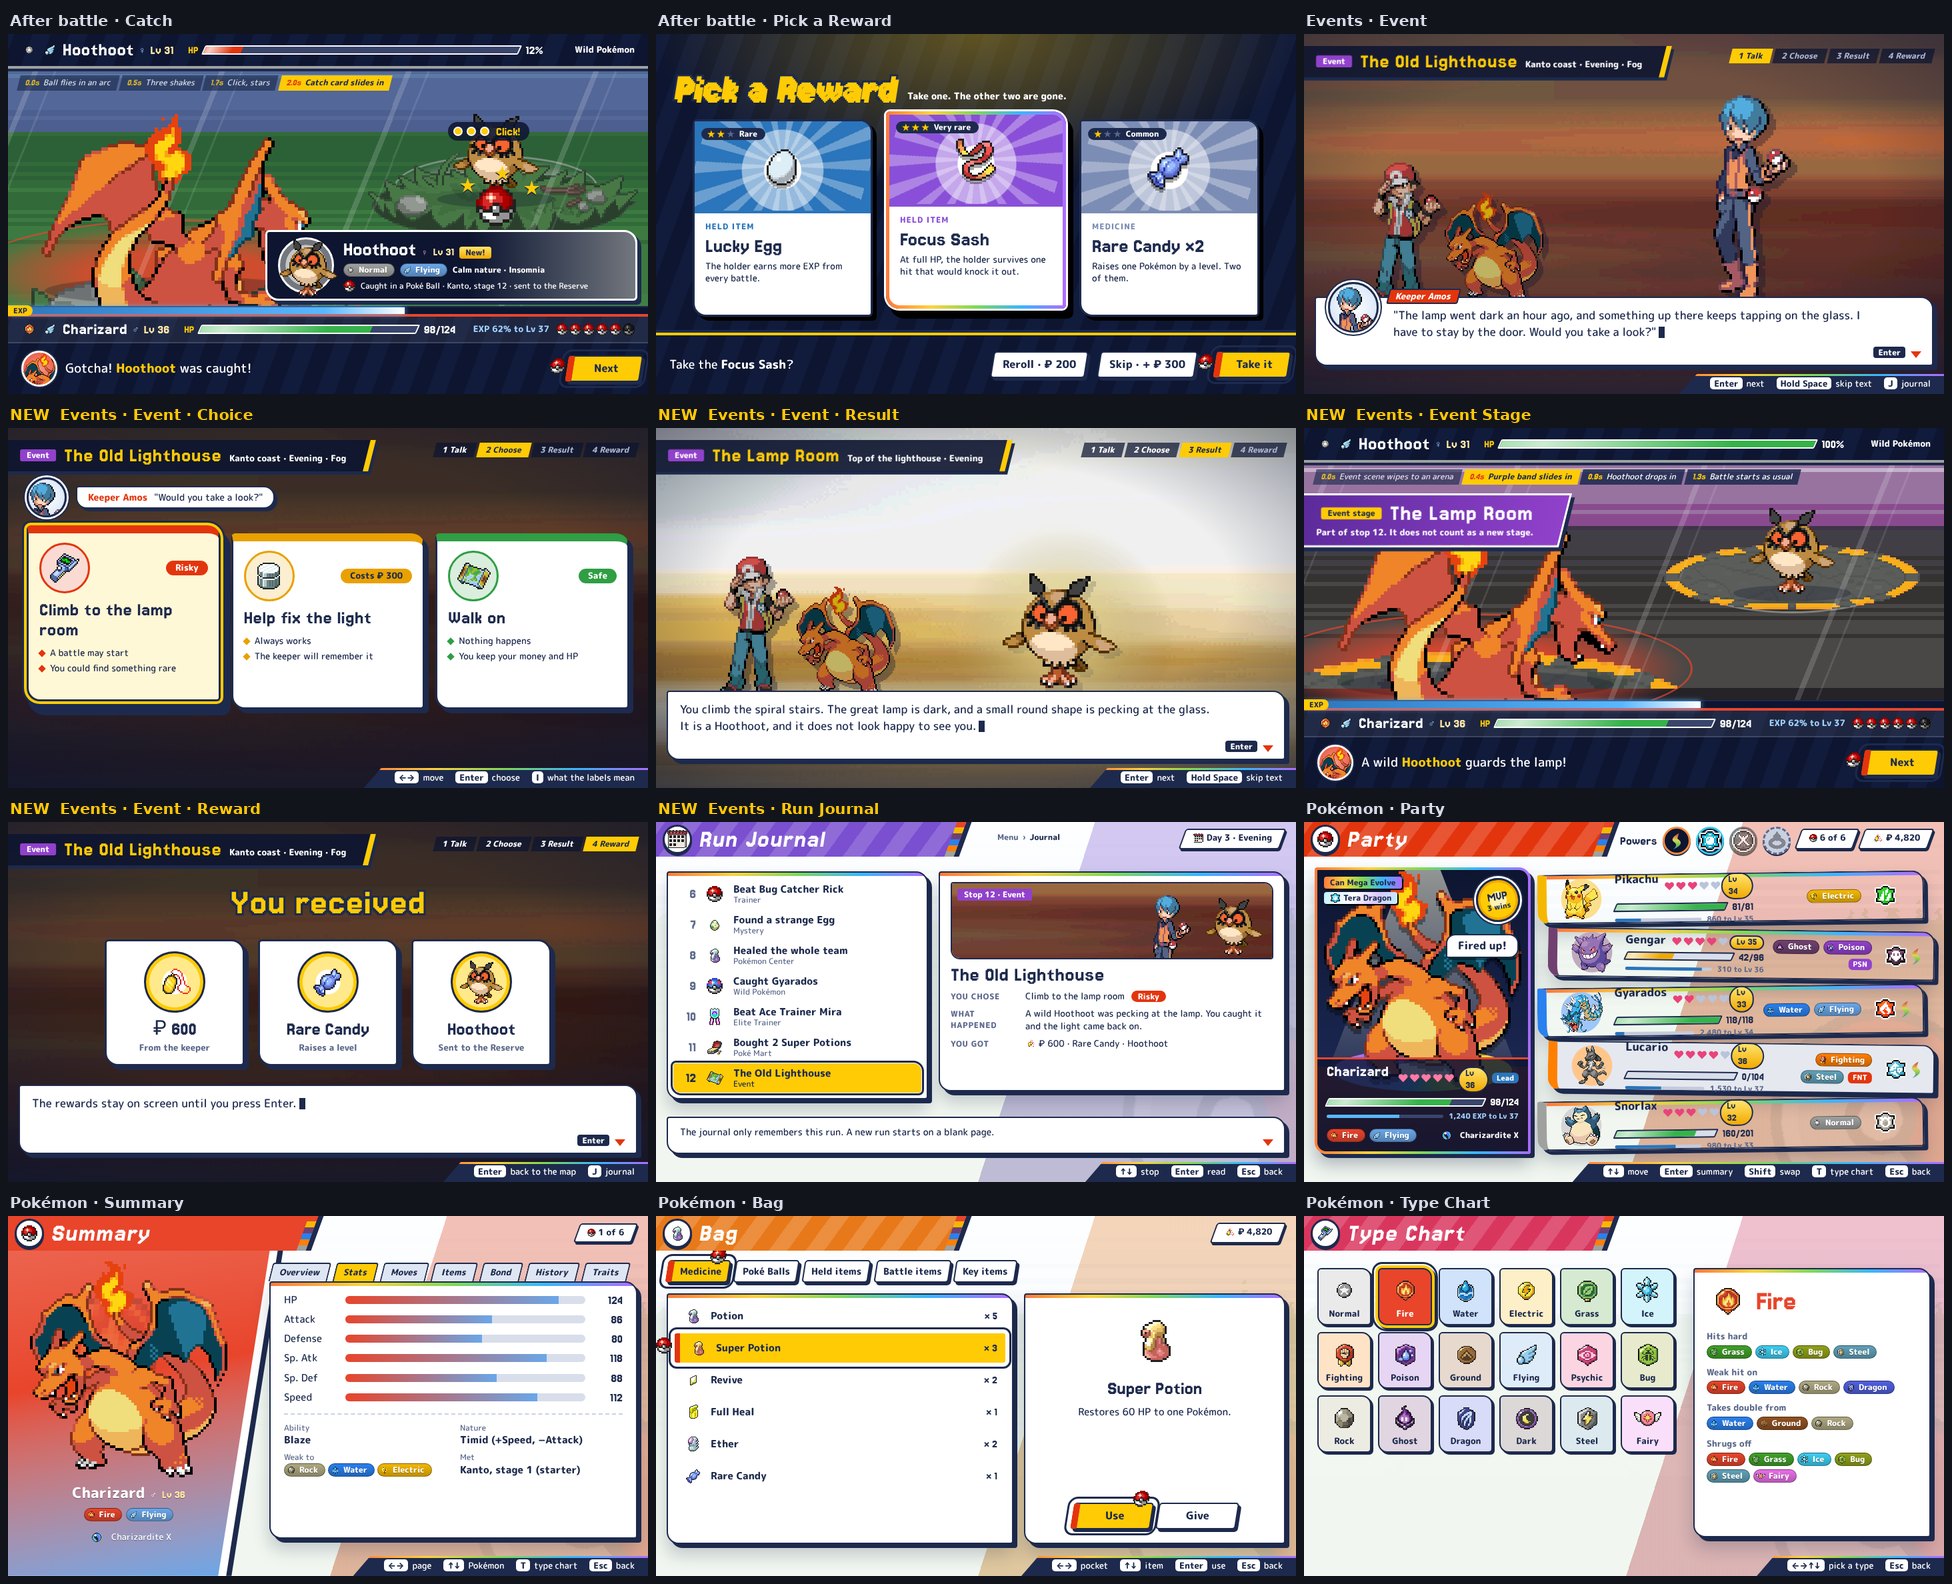 After battle · Catch
Hoothoot ♀ Lv 31 HP 12% Wild Pokémon
0.0s Ball flies in an arc 0.5s Three shakes 1.7s Click, stars 2.0s Catch card slides in
Click!
Hoothoot ♀ Lv 31 New!
Normal Flying Calm nature · Insomnia
Caught in a Poké Ball · Kanto, stage 12 · sent to the Reserve
EXP
Charizard ♂ Lv 36 HP 98/124 EXP 62% to Lv 37
Gotcha! Hoothoot was caught!
Next
After battle · Pick a Reward
Pick a Reward Take one. The other two are gone.
★★★ Rare
HELD ITEM
Lucky Egg
The holder earns more EXP from
every battle.
★★★ Very rare
HELD ITEM
Focus Sash
At full HP, the holder survives one
hit that would knock it out.
★★★ Common
MEDICINE
Rare Candy ×2
Raises one Pokémon by a level. Two
of them.
Take the Focus Sash?
Reroll · ₽ 200
Skip · + ₽ 300
Take it
Events · Event
Event The Old Lighthouse Kanto coast · Evening · Fog
1 Talk 2 Choose 3 Result 4 Reward
Keeper Amos
"The lamp went dark an hour ago, and something up there keeps tapping on the glass. I
have to stay by the door. Would you take a look?"
Enter
Enter next Hold Space skip text J journal
NEW Events · Event · Choice
Event The Old Lighthouse Kanto coast · Evening · Fog
1 Talk 2 Choose 3 Result 4 Reward
Keeper Amos "Would you take a look?"
Risky
Climb to the lamp
room
A battle may start
You could find something rare
Costs ₽ 300
Help fix the light
Always works
The keeper will remember it
Safe
Walk on
Nothing happens
You keep your money and HP
←→ move Enter choose I what the labels mean
NEW Events · Event · Result
Event The Lamp Room Top of the lighthouse · Evening
1 Talk 2 Choose 3 Result 4 Reward
You climb the spiral stairs. The great lamp is dark, and a small round shape is pecking at the glass.
It is a Hoothoot, and it does not look happy to see you.
Enter
Enter next Hold Space skip text
NEW Events · Event Stage
Hoothoot ♀ Lv 31 HP 100% Wild Pokémon
0.0s Event scene wipes to an arena 0.4s Purple band slides in 0.8s Hoothoot drops in 1.3s Battle starts as usual
Event stage The Lamp Room
Part of stop 12. It does not count as a new stage.
EXP
Charizard ♂ Lv 36 HP 98/124 EXP 62% to Lv 37
A wild Hoothoot guards the lamp!
Next
NEW Events · Event · Reward
Event The Old Lighthouse Kanto coast · Evening · Fog
1 Talk 2 Choose 3 Result 4 Reward
You received
₽ 600
From the keeper
Rare Candy
Raises a level
Hoothoot
Sent to the Reserve
The rewards stay on screen until you press Enter.
Enter
Enter back to the map J journal
NEW Events · Run Journal
Run Journal
Menu › Journal
Day 3 · Evening
6 Beat Bug Catcher Rick
Trainer
7 Found a strange Egg
Mystery
8 Healed the whole team
Pokémon Center
9 Caught Gyarados
Wild Pokémon
10 Beat Ace Trainer Mira
Elite Trainer
11 Bought 2 Super Potions
Poké Mart
12 The Old Lighthouse
Event
Stop 12 · Event
The Old Lighthouse
YOU CHOSE Climb to the lamp room Risky
WHAT HAPPENED A wild Hoothoot was pecking at the lamp. You caught it
and the light came back on.
YOU GOT ₽ 600 · Rare Candy · Hoothoot
The journal only remembers this run. A new run starts on a blank page.
↑↓ stop Enter read Esc back
Pokémon · Party
Party
Powers
6 of 6
₽ 4,820
Can Mega Evolve
Tera Dragon
MUP
3 wins
Fired up!
Charizard Lv 36 Lead
98/124
1,240 EXP to Lv 37
Fire Flying Charizardite X
Pikachu Lv 34 Electric
81/81
860 to Lv 35
Gengar Lv 35 Ghost Poison
42/96 PSN
310 to Lv 36
Gyarados Lv 33 Water Flying
118/118
2,480 to Lv 34
Lucario Lv 36 Fighting
0/104 Steel FNT
1,530 to Lv 37
Snorlax Lv 32 Normal
160/201
980 to Lv 33
↑↓ move Enter summary Shift swap T type chart Esc back
Pokémon · Summary
Summary
1 of 6
Overview Stats Moves Items Bond History Traits
HP 124
Attack 86
Defense 80
Sp. Atk 118
Sp. Def 88
Speed 112
Ability
Blaze
Nature
Timid (+Speed, −Attack)
Weak to
Rock Water Electric
Met
Kanto, stage 1 (starter)
Charizard ♂ Lv 36
Fire Flying
Charizardite X
←→ page ↑↓ Pokémon T type chart Esc back
Pokémon · Bag
Bag
₽ 4,820
Medicine Poké Balls Held items Battle items Key items
Potion ×5
Super Potion ×3
Revive ×2
Full Heal ×1
Ether ×2
Rare Candy ×1
Super Potion
Restores 60 HP to one Pokémon.
Use
Give
←→ pocket ↑↓ item Enter use Esc back
Pokémon · Type Chart
Type Chart
Normal Fire Water Electric Grass Ice
Fighting Poison Ground Flying Psychic Bug
Rock Ghost Dragon Dark Steel Fairy
Fire
Hits hard
Grass Ice Bug Steel
Weak hit on
Fire Water Rock Dragon
Takes double from
Water Ground Rock
Shrugs off
Fire Grass Ice Bug
Steel Fairy
←→↑↓ pick a type Esc back